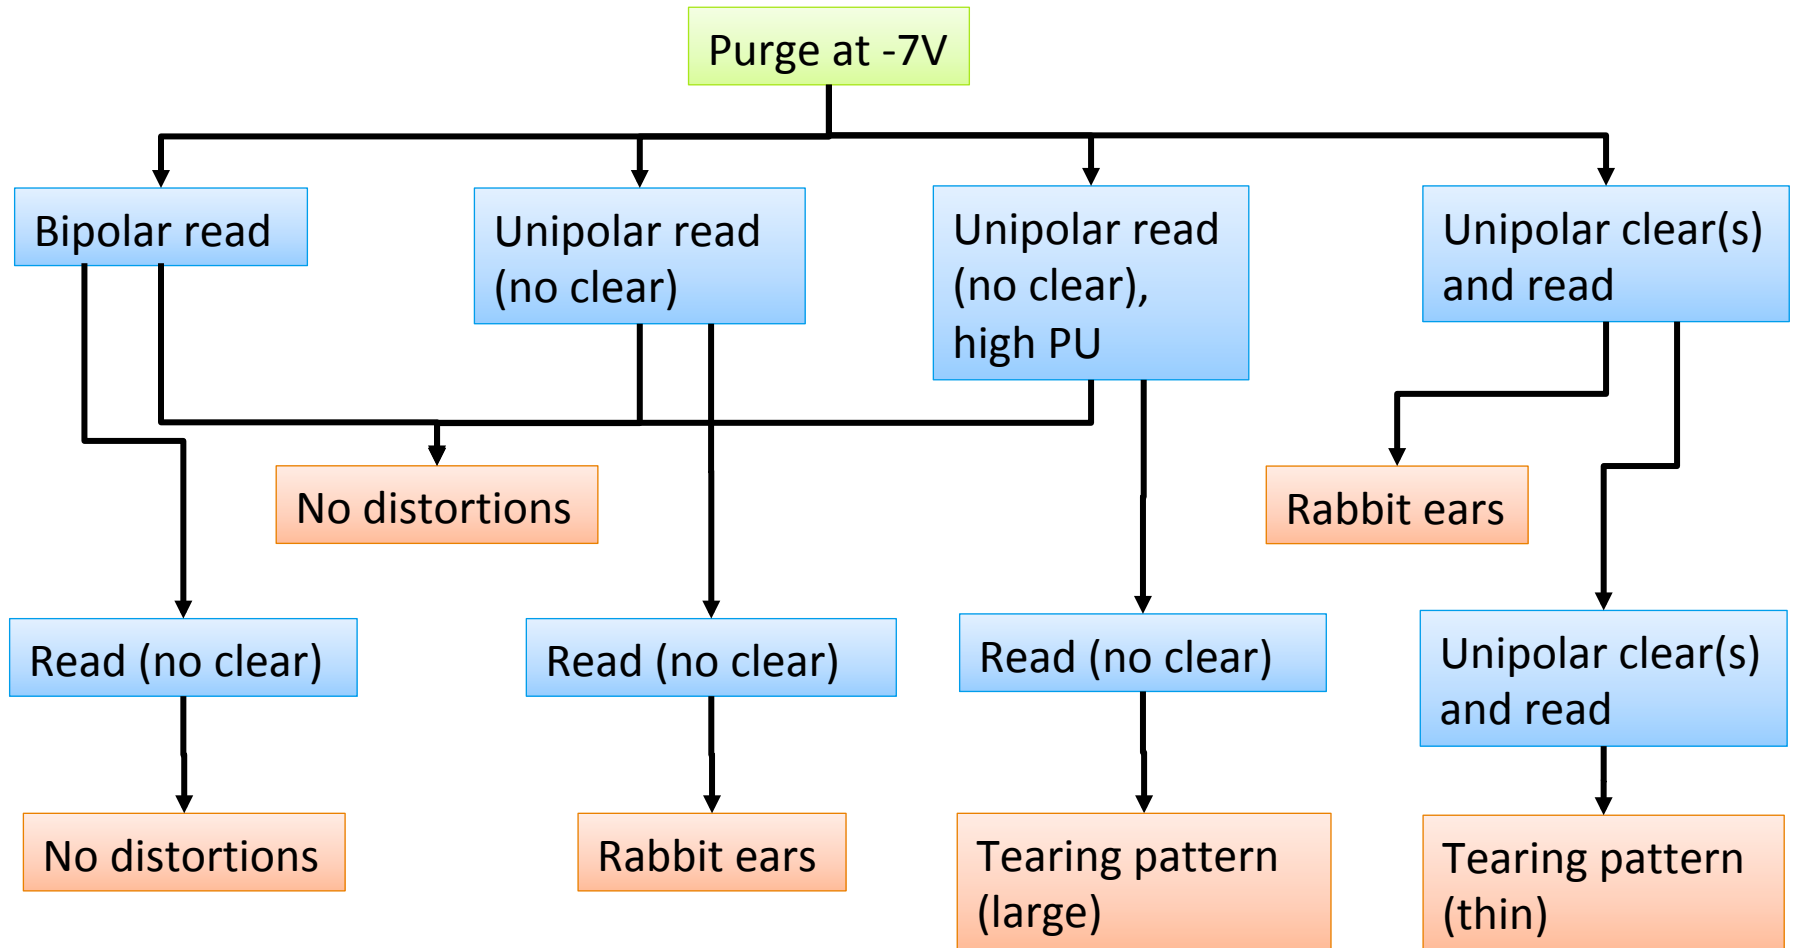 Purge at -7V
Bipolar read
Unipolar read
(no clear)
Unipolar read
(no clear),
high PU
Unipolar clear(s)
and read
No distortions
Rabbit ears
Read (no clear)
Read (no clear)
Read (no clear)
Unipolar clear(s)
and read
No distortions
Rabbit ears
Tearing pattern
(large)
Tearing pattern
(thin)